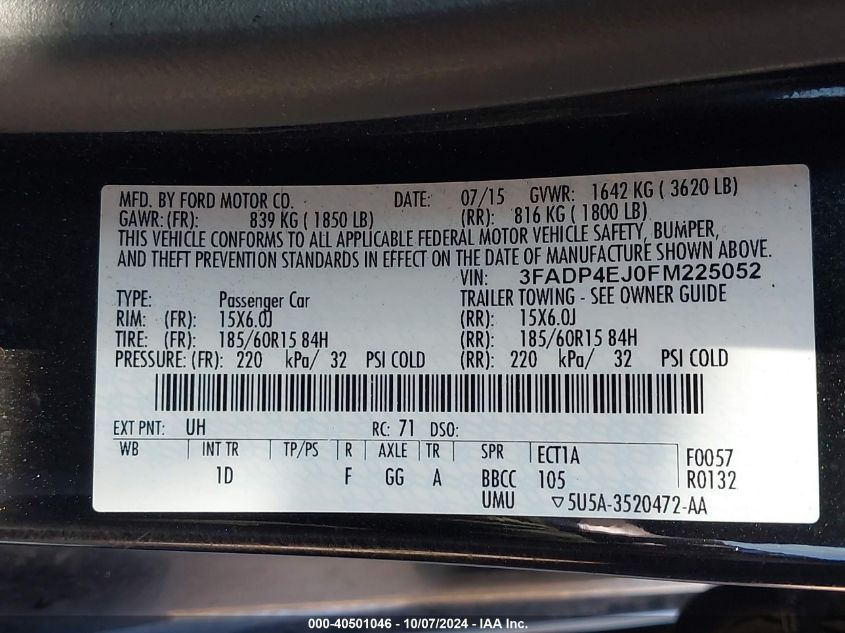 MFD. BY FORD MOTOR CO. DATE: 07/15 GVWR: 1642 KG ( 3620 LB)
GAWR:(FR): 839 KG ( 1850 LB) (RR): 816 KG ( 1800 LB)
THIS VEHICLE CONFORMS TO ALL APPLICABLE FEDERAL MOTOR VEHICLE SAFETY, BUMPER,
AND THEFT PREVENTION STANDARDS IN EFFECT ON THE DATE OF MANUFACTURE SHOWN ABOVE.
VIN: 3FADP4EJ0FM225052
TYPE: Passenger Car TRAILER TOWING - SEE OWNER GUIDE
RIM: (FR): 15X6.0J (RR): 15X6.0J
TIRE: (FR): 185/60R15 84H (RR): 185/60R15 84H
PRESSURE: (FR): 220 kPa/ 32 PSI COLD (RR): 220 kPa/ 32 PSI COLD
EXT PNT: UH RC: 71 DSO:
WB INT TR TP/PS R AXLE TR SPR ECT1A F0057
1D F GG A BBCC 105 R0132
UMU ▽5U5A-3520472-AA
000-40501046 - 10/07/2024 - IAA Inc.